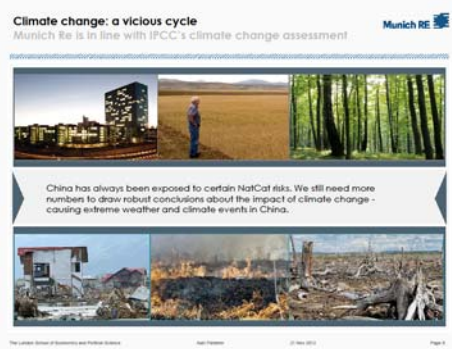 Climate change: a vicious cycle
Munich RE
Munich Re is in line with IPCC's climate change assessment
China has always been exposed to certain NatCat risks. We still need more
numbers to draw robust conclusions about the impact of climate change -
causing extreme weather and climate events in China.
The London School of Economics and Political Science
21 Nov 2012
Page